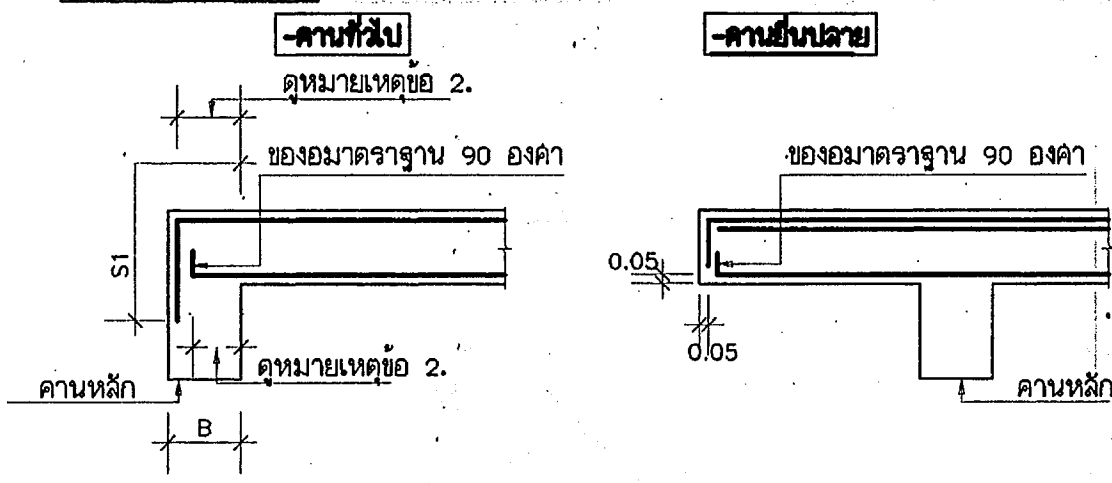 -คานทั่วไป
-คานยื่นปลาย
ดูหมายเหตุข้อ 2.
ของอมาตราฐาน 90 องศา
ของอมาตราฐาน 90 องศา
S1
0.05
0.05
ดูหมายเหตุข้อ 2.
คานหลัก
คานหลัก
B